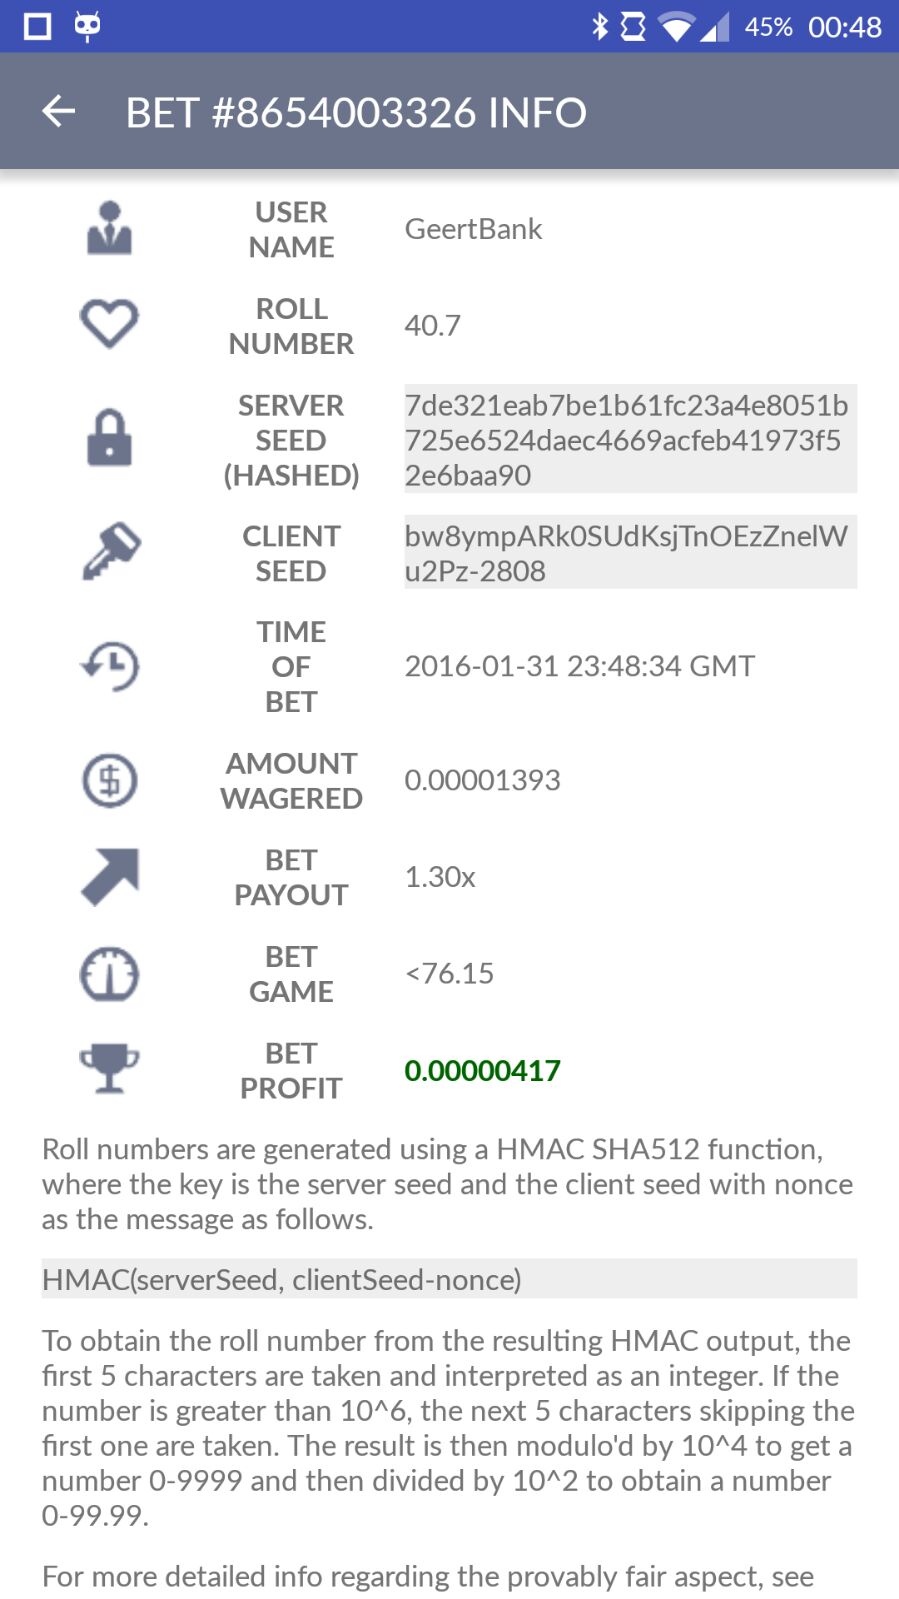 45% 00:48
BET #8654003326 INFO
USER
NAME
GeertBank
ROLL
NUMBER
40.7
SERVER
SEED
(HASHED)
7de321eab7be1b61fc23a4e8051b
725e6524daec4669acfeb41973f5
2e6baa90
CLIENT
SEED
bw8ympARk0SUdKsjTnOEzZnelW
u2Pz-2808
TIME
OF
BET
2016-01-31 23:48:34 GMT
AMOUNT
WAGERED
0.00001393
BET
PAYOUT
1.30x
BET
GAME
<76.15
BET
PROFIT
0.00000417
Roll numbers are generated using a HMAC SHA512 function,
where the key is the server seed and the client seed with nonce
as the message as follows.
HMAC(serverSeed, clientSeed-nonce)
To obtain the roll number from the resulting HMAC output, the
first 5 characters are taken and interpreted as an integer. If the
number is greater than 10^6, the next 5 characters skipping the
first one are taken. The result is then modulo'd by 10^4 to get a
number 0-9999 and then divided by 10^2 to obtain a number
0-99.99.
For more detailed info regarding the provably fair aspect, see